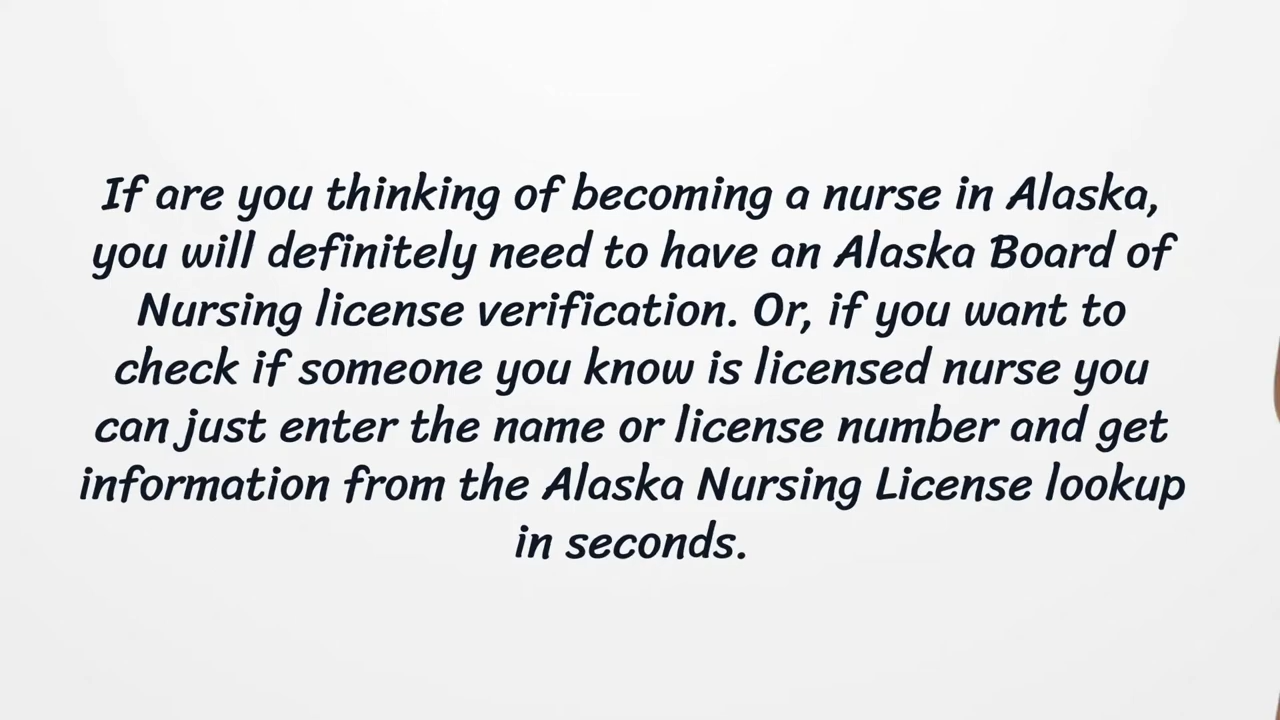 If are you thinking of becoming a nurse in Alaska,
you will definitely need to have an Alaska Board of
Nursing license verification. Or, if you want to
check if someone you know is licensed nurse you
can just enter the name or license number and get
information from the Alaska Nursing License lookup
in seconds.